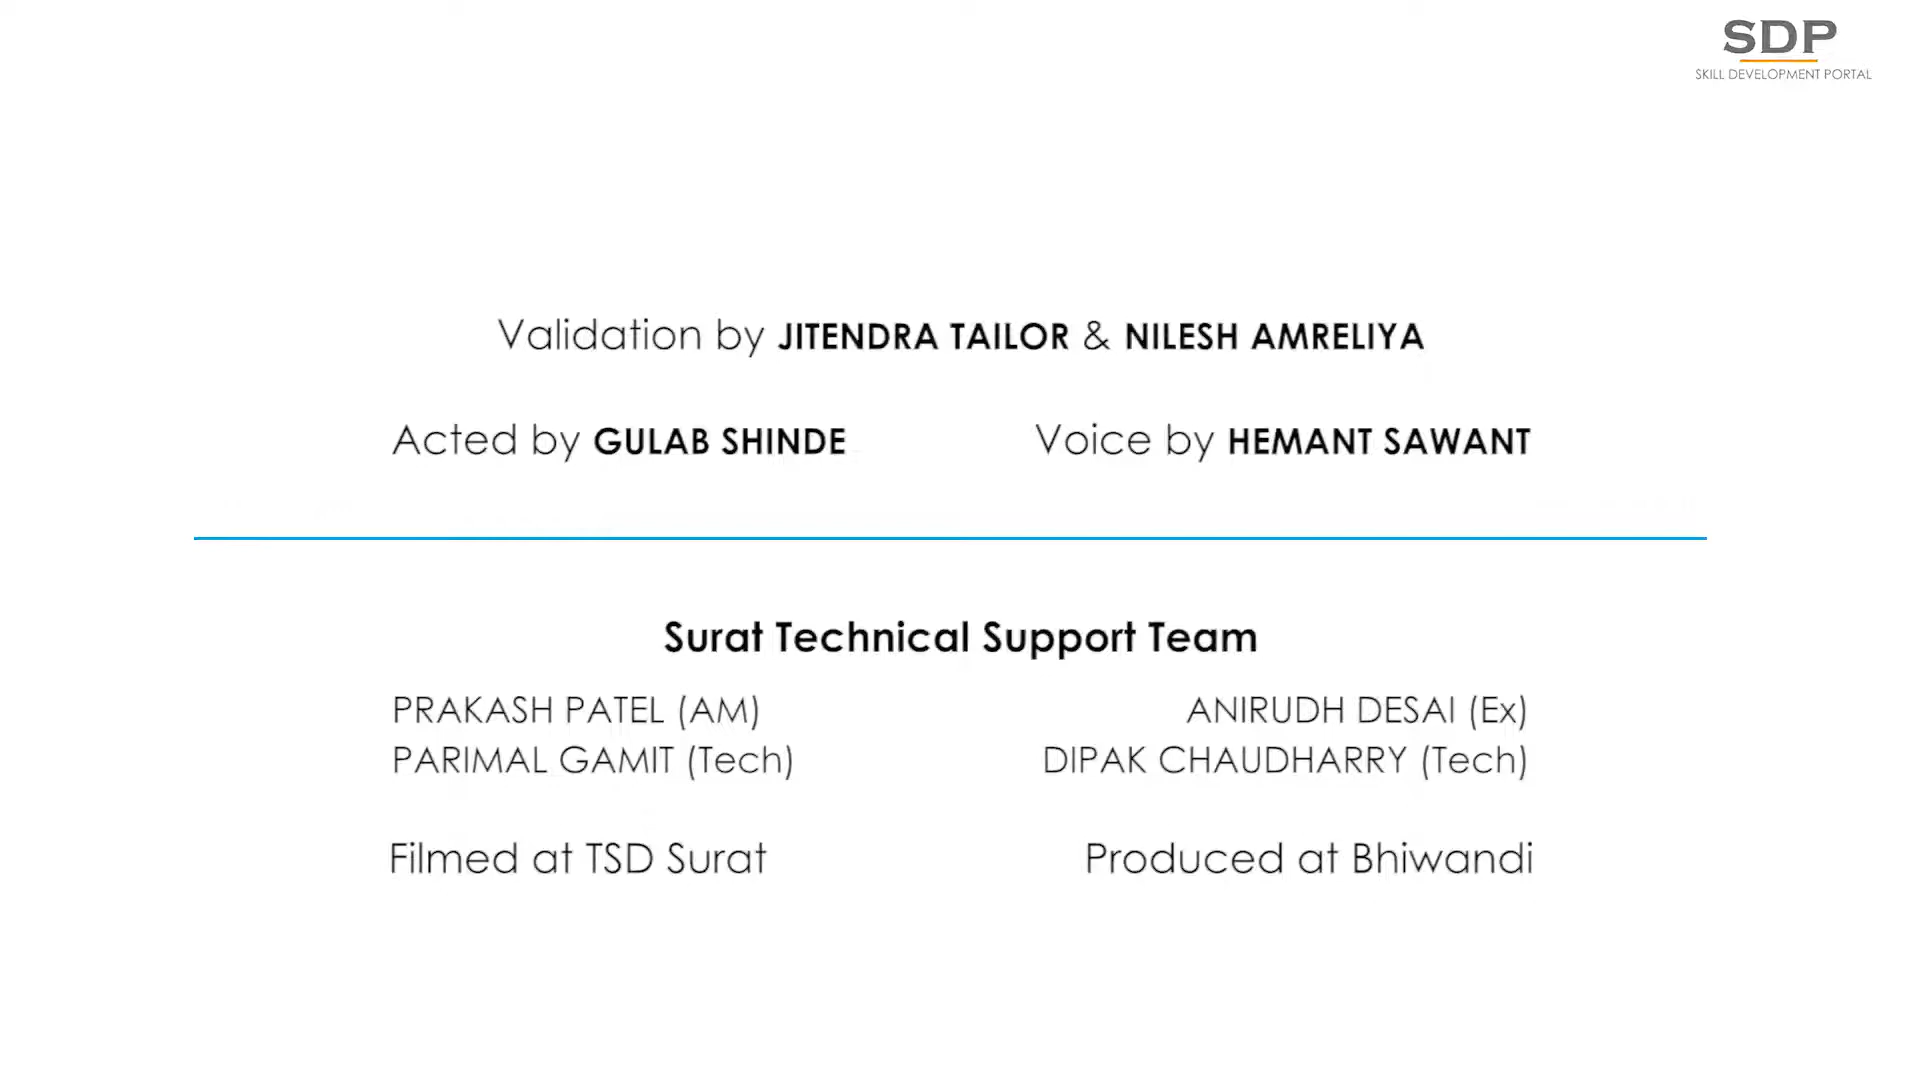 SDP
SKILL DEVELOPMENT PORTAL
Validation by JITENDRA TAILOR & NILESH AMRELIYA
Acted by GULAB SHINDE Voice by HEMANT SAWANT
Surat Technical Support Team
PRAKASH PATEL (AM) ANIRUDH DESAI (Ex)
PARIMAL GAMIT (Tech) DIPAK CHAUDHARRY (Tech)
Filmed at TSD Surat Produced at Bhiwandi